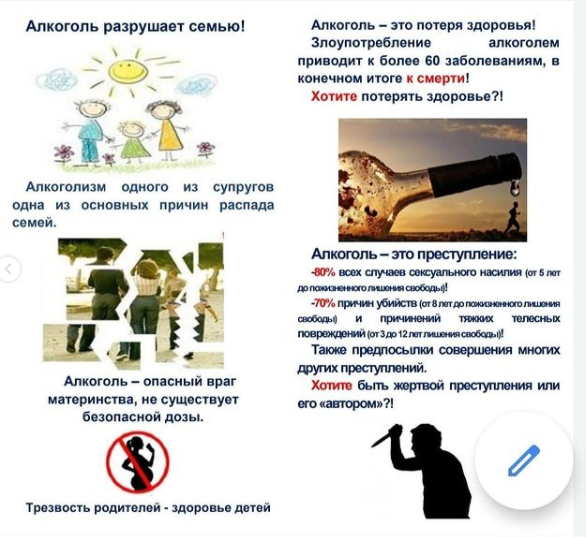 Алкоголь разрушает семью!
Алкоголизм одного из супругов
одна из основных причин распада
семей.
Алкоголь – опасный враг
материнства, не существует
безопасной дозы.
Трезвость родителей - здоровье детей
Алкоголь – это потеря здоровья!
Злоупотребление алкоголем
приводит к более 60 заболеваниям, в
конечном итоге к смерти!
Хотите потерять здоровье?!
Алкоголь – это преступление:
-80% всех случаев сексуального насилия (от 5 лет
до пожизненного лишения свободы)!
-70% причин убийств (от 8 лет до пожизненного лишения
свободы) и причинений тяжких телесных
повреждений (от 3 до 12 лет лишения свободы)!
Также предпосылки совершения многих
других преступлений.
Хотите быть жертвой преступления или
его «автором»?!